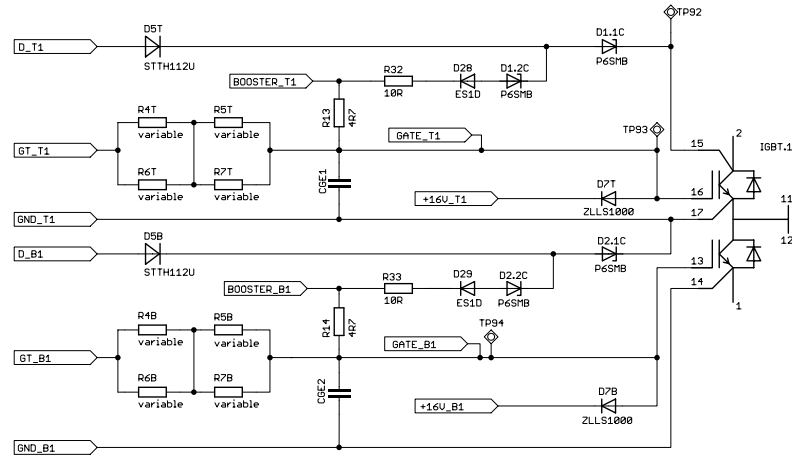 TP92
D5T
D1.1C
D_T1
STTH112U
P6SMB
R32
D28
D1.2C
BOOSTER_T1
10R
ES1D
P6SMB
R4T
R5T
R13
4R7
variable
variable
GATE_T1
TP93
2
GT_T1
15
IGBT.1
R6T
R7T
CGE1
D7T
16
variable
variable
+16V_T1
ZLLS1000
11
GND_T1
17
D5B
D2.1C
12
D_B1
STTH112U
P6SMB
13
R33
D29
D2.2C
14
BOOSTER_B1
10R
ES1D
P6SMB
1
R4B
R5B
R14
4R7
TP94
variable
variable
GATE_B1
GT_B1
R6B
R7B
CGE2
D7B
variable
variable
+16V_B1
ZLLS1000
GND_B1